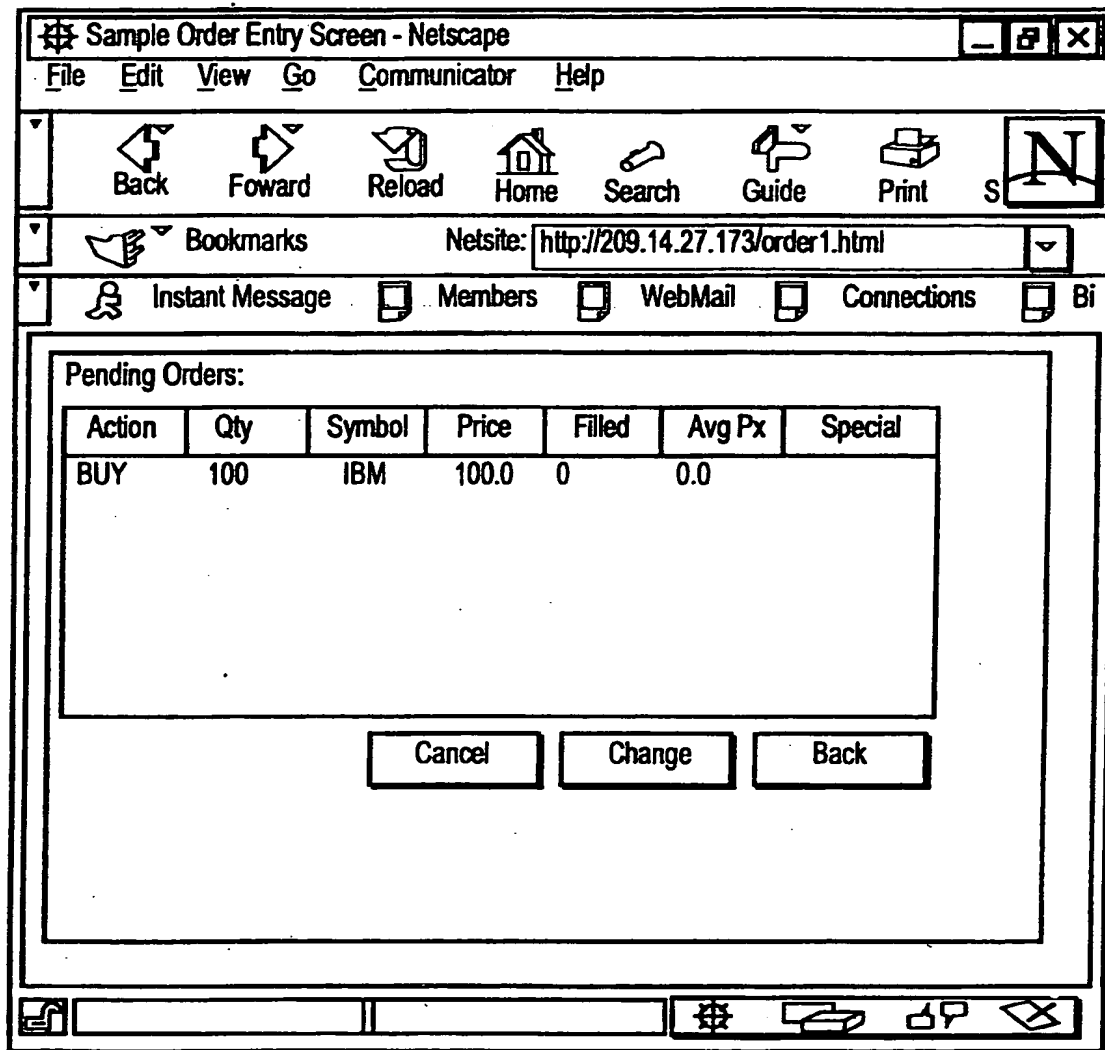 Sample Order Entry Screen - Netscape
File Edit View Go Communicator Help
Back Foward Reload Home Search Guide Print S N
Bookmarks Netsite: http://209.14.27.173/order1.html
Instant Message Members WebMail Connections Bi
Pending Orders:
Action Qty Symbol Price Filled Avg Px Special
BUY 100 IBM 100.0 0 0.0
Cancel Change Back